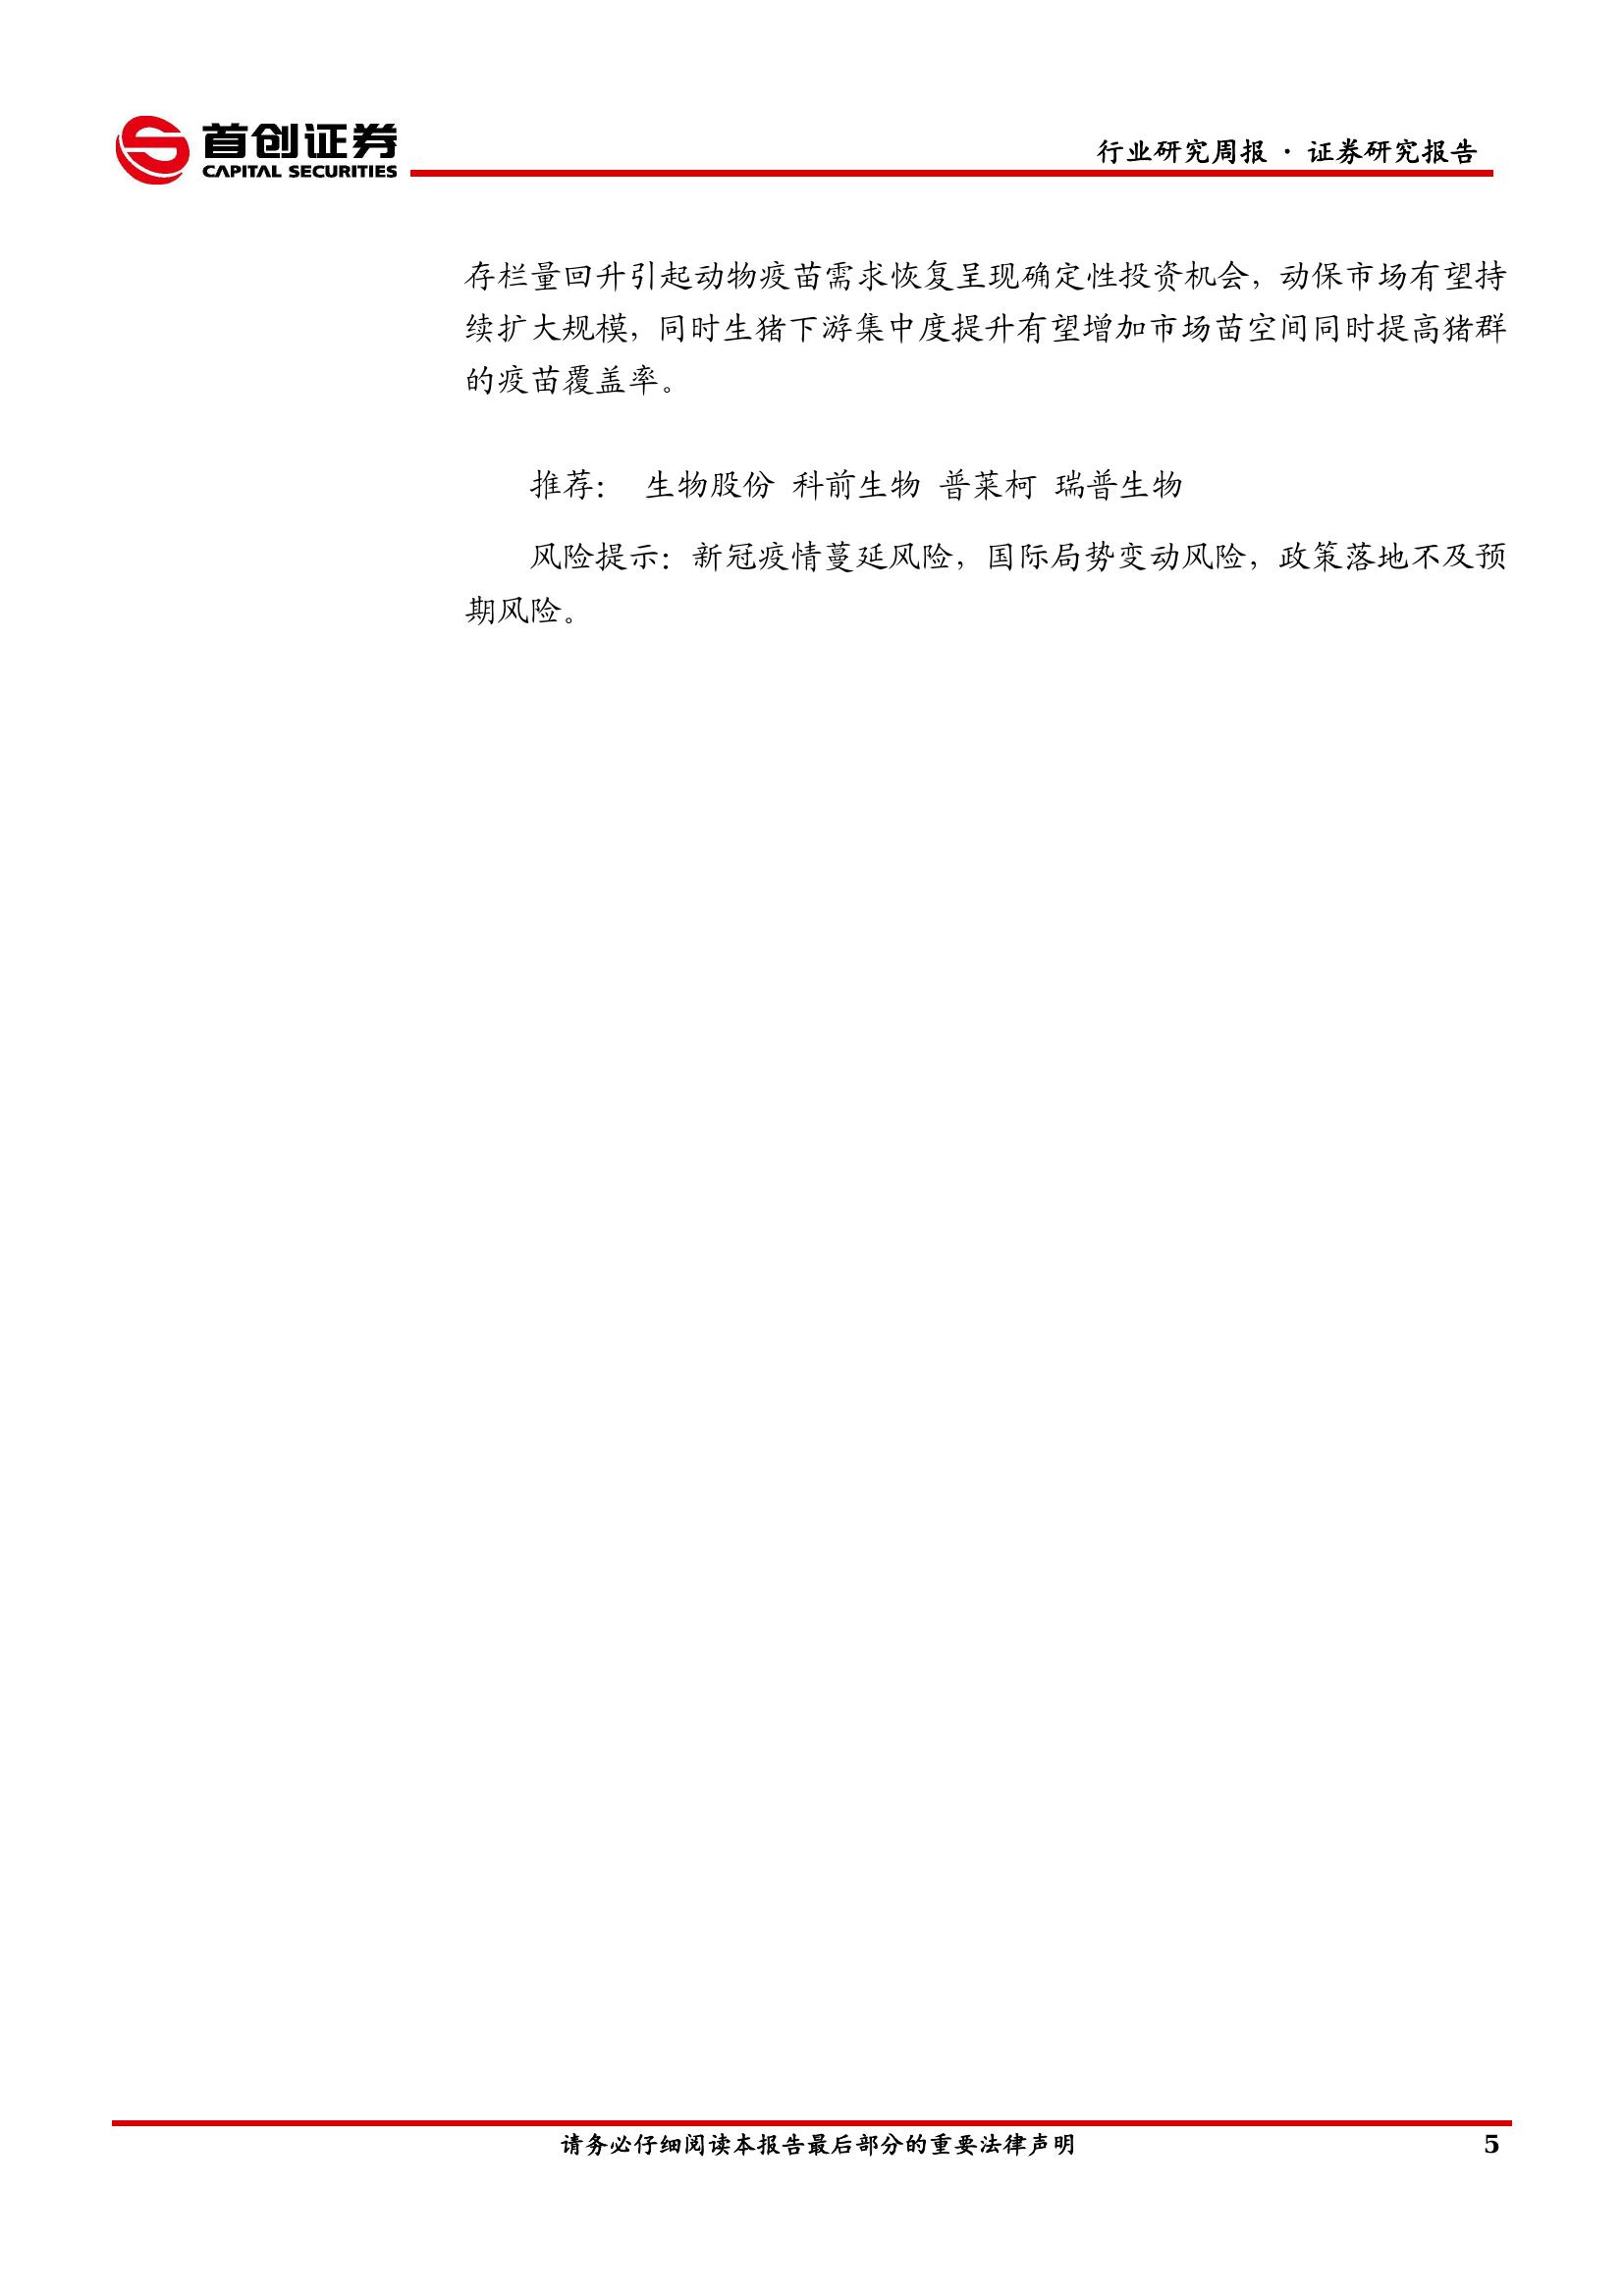 首创证券
CAPITAL SECURITIES
行业研究周报 · 证券研究报告
存栏量回升引起动物疫苗需求恢复呈现确定性投资机会，动保市场有望持
续扩大规模，同时生猪下游集中度提升有望增加市场苗空间同时提高猪群
的疫苗覆盖率。
推荐： 生物股份 科前生物 普莱柯 瑞普生物
风险提示：新冠疫情蔓延风险，国际局势变动风险，政策落地不及预
期风险。
请务必仔细阅读本报告最后部分的重要法律声明
5